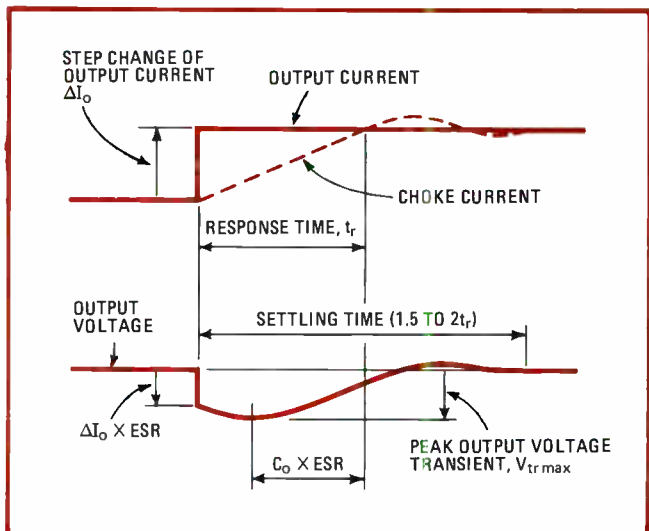 STEP CHANGE OF
OUTPUT CURRENT
ΔIₒ
OUTPUT CURRENT
CHOKE CURRENT
RESPONSE TIME, tᵣ
OUTPUT
VOLTAGE
SETTLING TIME (1.5 TO 2tᵣ)
ΔIₒ × ESR
Cₒ × ESR
PEAK OUTPUT VOLTAGE
TRANSIENT, Vₜᵣ ₘₐₓ